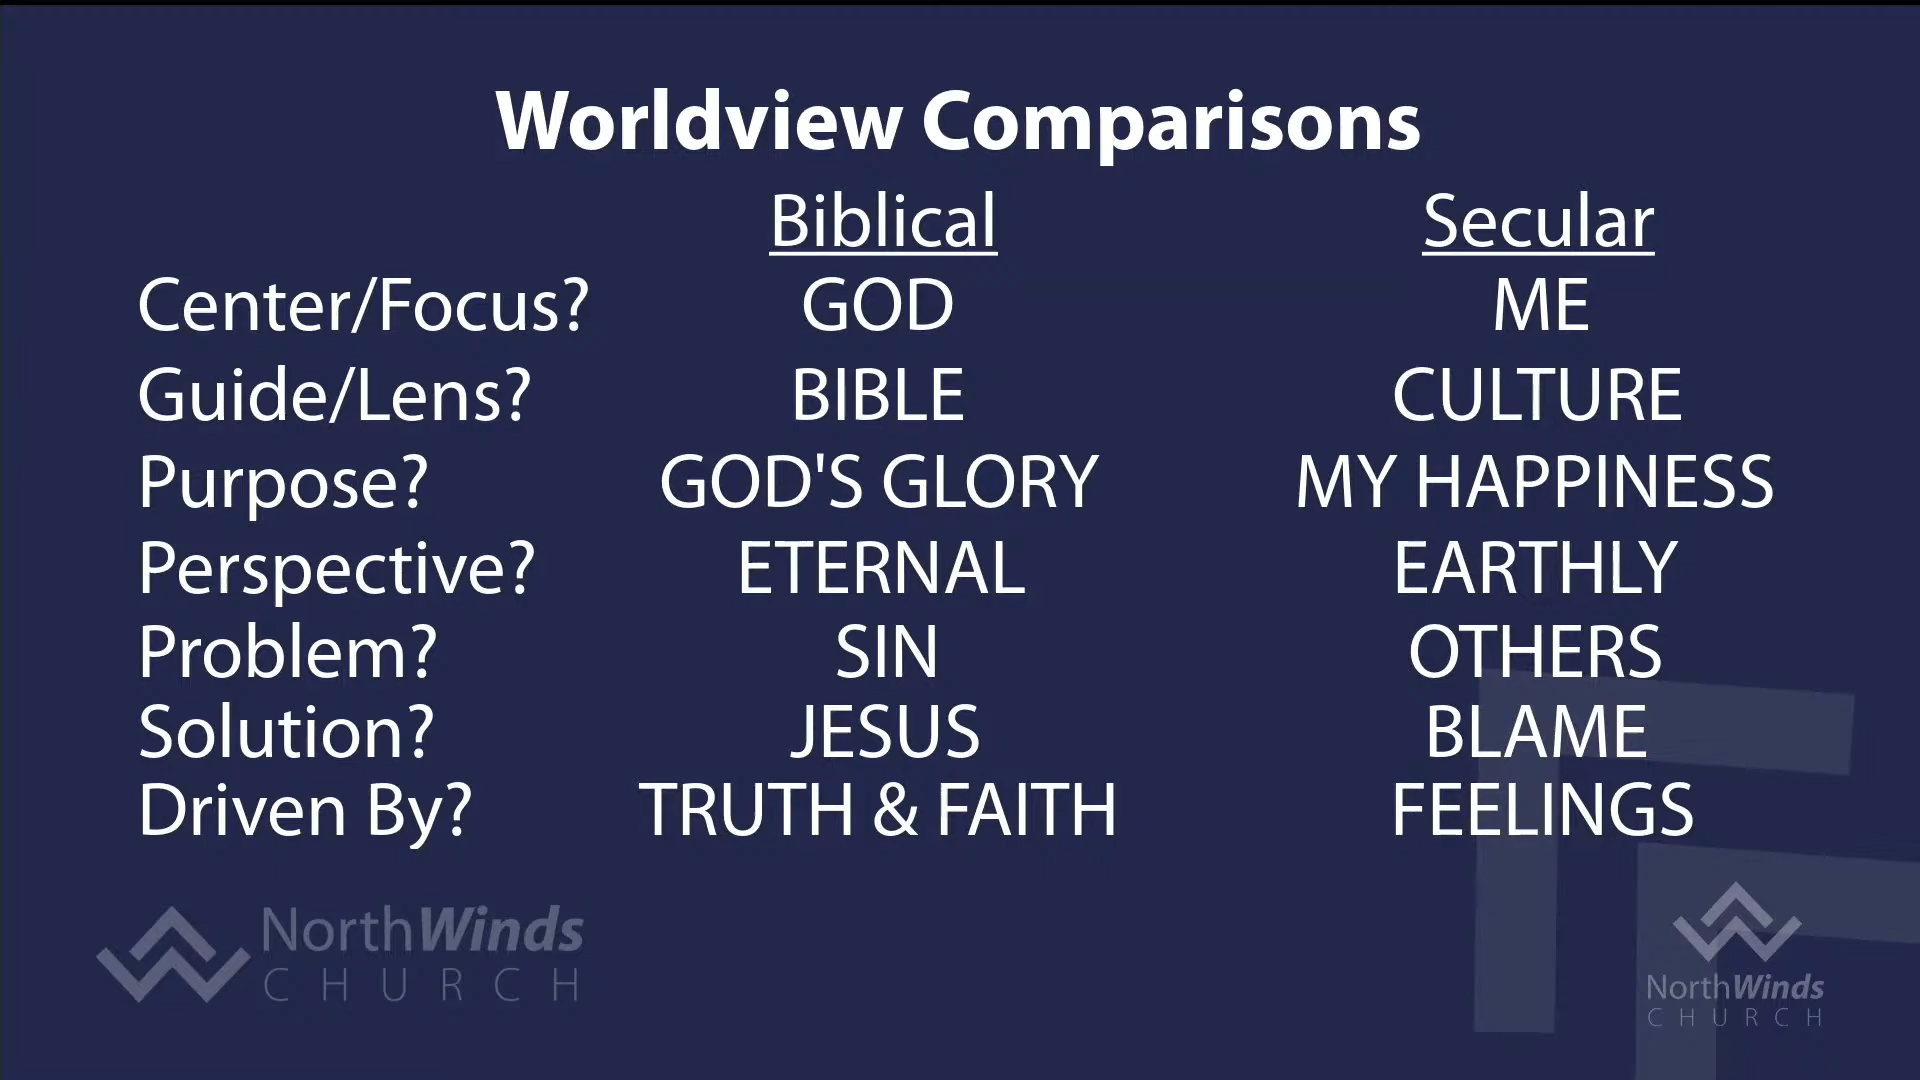 Worldview Comparisons
Biblical Secular
Center/Focus? GOD ME
Guide/Lens? BIBLE CULTURE
Purpose? GOD'S GLORY MY HAPPINESS
Perspective? ETERNAL EARTHLY
Problem? SIN OTHERS
Solution? JESUS BLAME
Driven By? TRUTH & FAITH FEELINGS
NorthWinds
CHURCH
NorthWinds
CHURCH